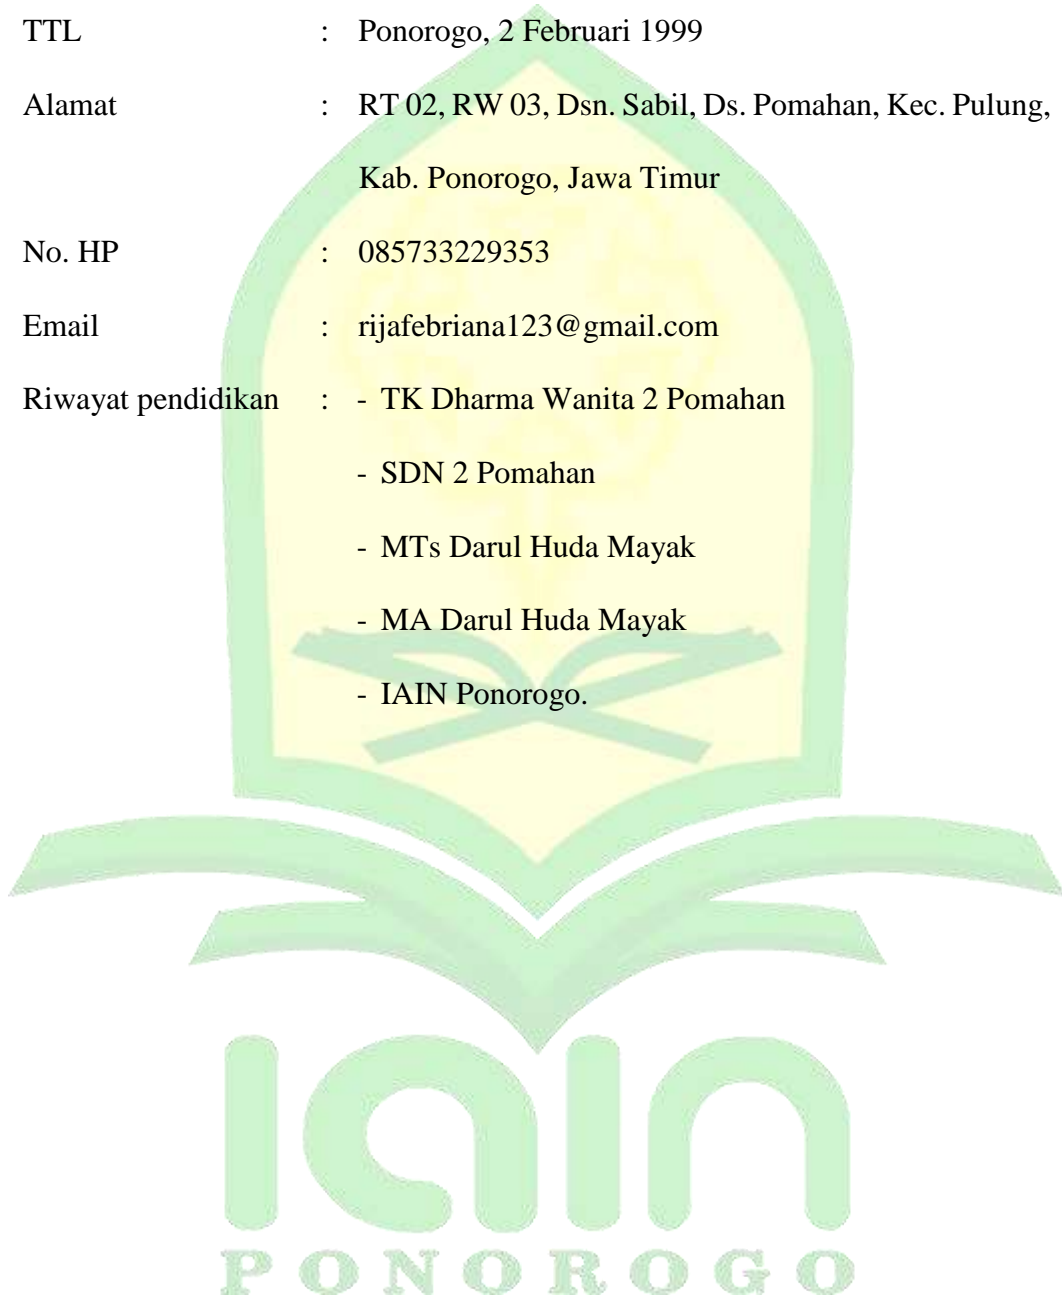 TTL : Ponorogo, 2 Februari 1999
Alamat : RT 02, RW 03, Dsn. Sabil, Ds. Pomahan, Kec. Pulung,
Kab. Ponorogo, Jawa Timur
No. HP : 085733229353
Email : rijafebriana123@gmail.com
Riwayat pendidikan : - TK Dharma Wanita 2 Pomahan
- SDN 2 Pomahan
- MTs Darul Huda Mayak
- MA Darul Huda Mayak
- IAIN Ponorogo.
IAIN
PONOROGO